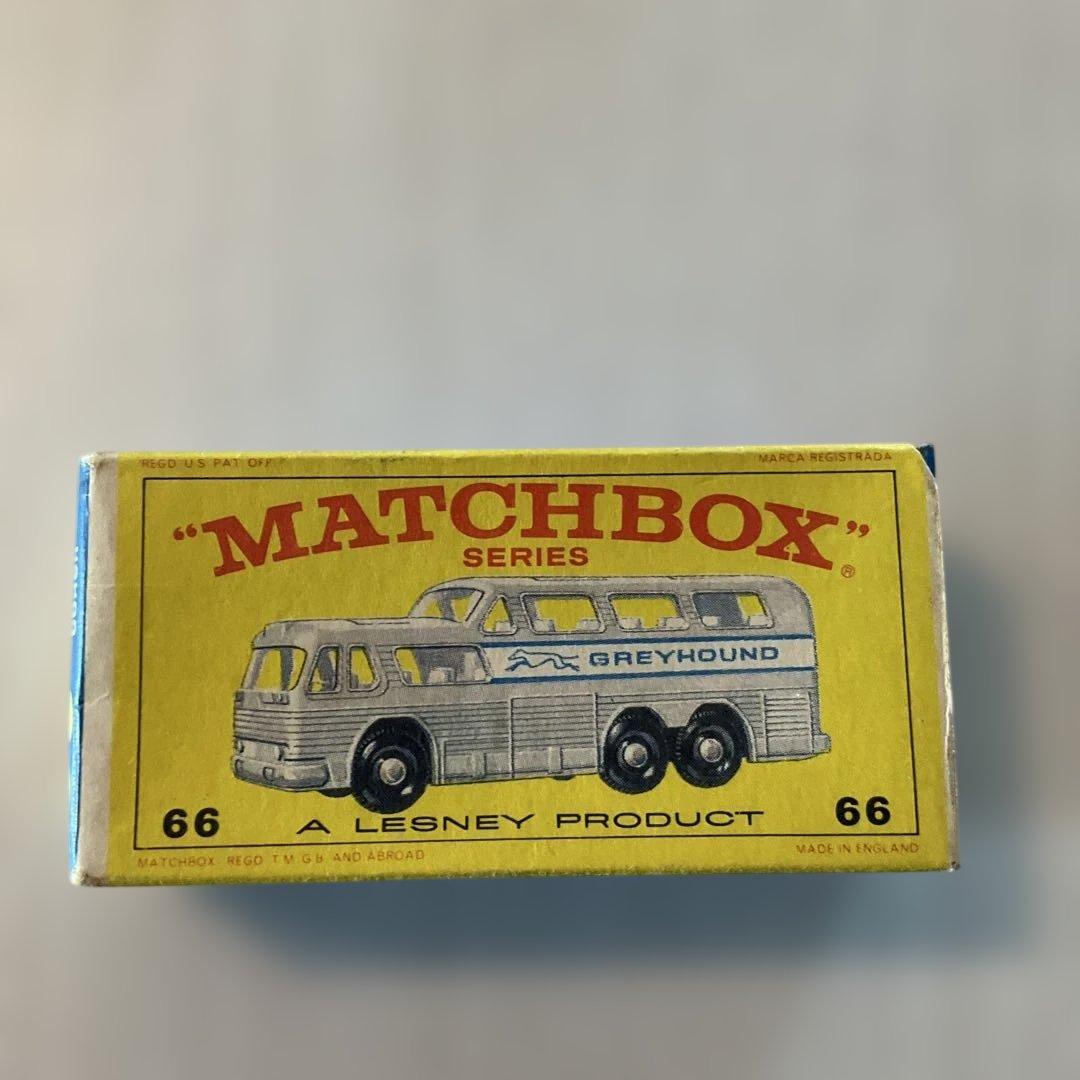 REGD U S PAT OFF
MARCA REGISTRADA
"MATCHBOX"®
SERIES
GREYHOUND
66 A LESNEY PRODUCT 66
MATCHBOX REGD T M G B AND ABROAD
MADE IN ENGLAND